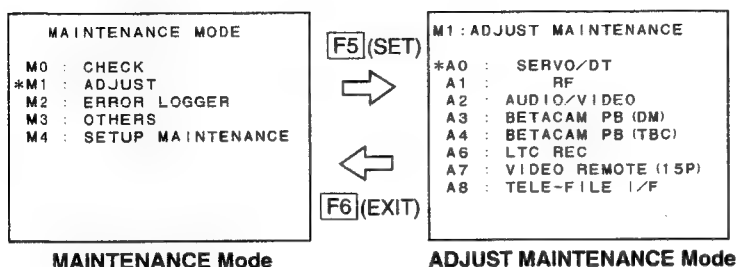 MAINTENANCE MODE
M0 : CHECK
*M1 : ADJUST
M2 : ERROR LOGGER
M3 : OTHERS
M4 : SETUP MAINTENANCE
MAINTENANCE Mode
F5 (SET)
F6 (EXIT)
M1:ADJUST MAINTENANCE
*A0 : SERVO/DT
A1 : RF
A2 : AUDIO/VIDEO
A3 : BETACAM PB (DM)
A4 : BETACAM PB (TBC)
A6 : LTC REC
A7 : VIDEO REMOTE (15P)
A8 : TELE-FILE I/F
ADJUST MAINTENANCE Mode